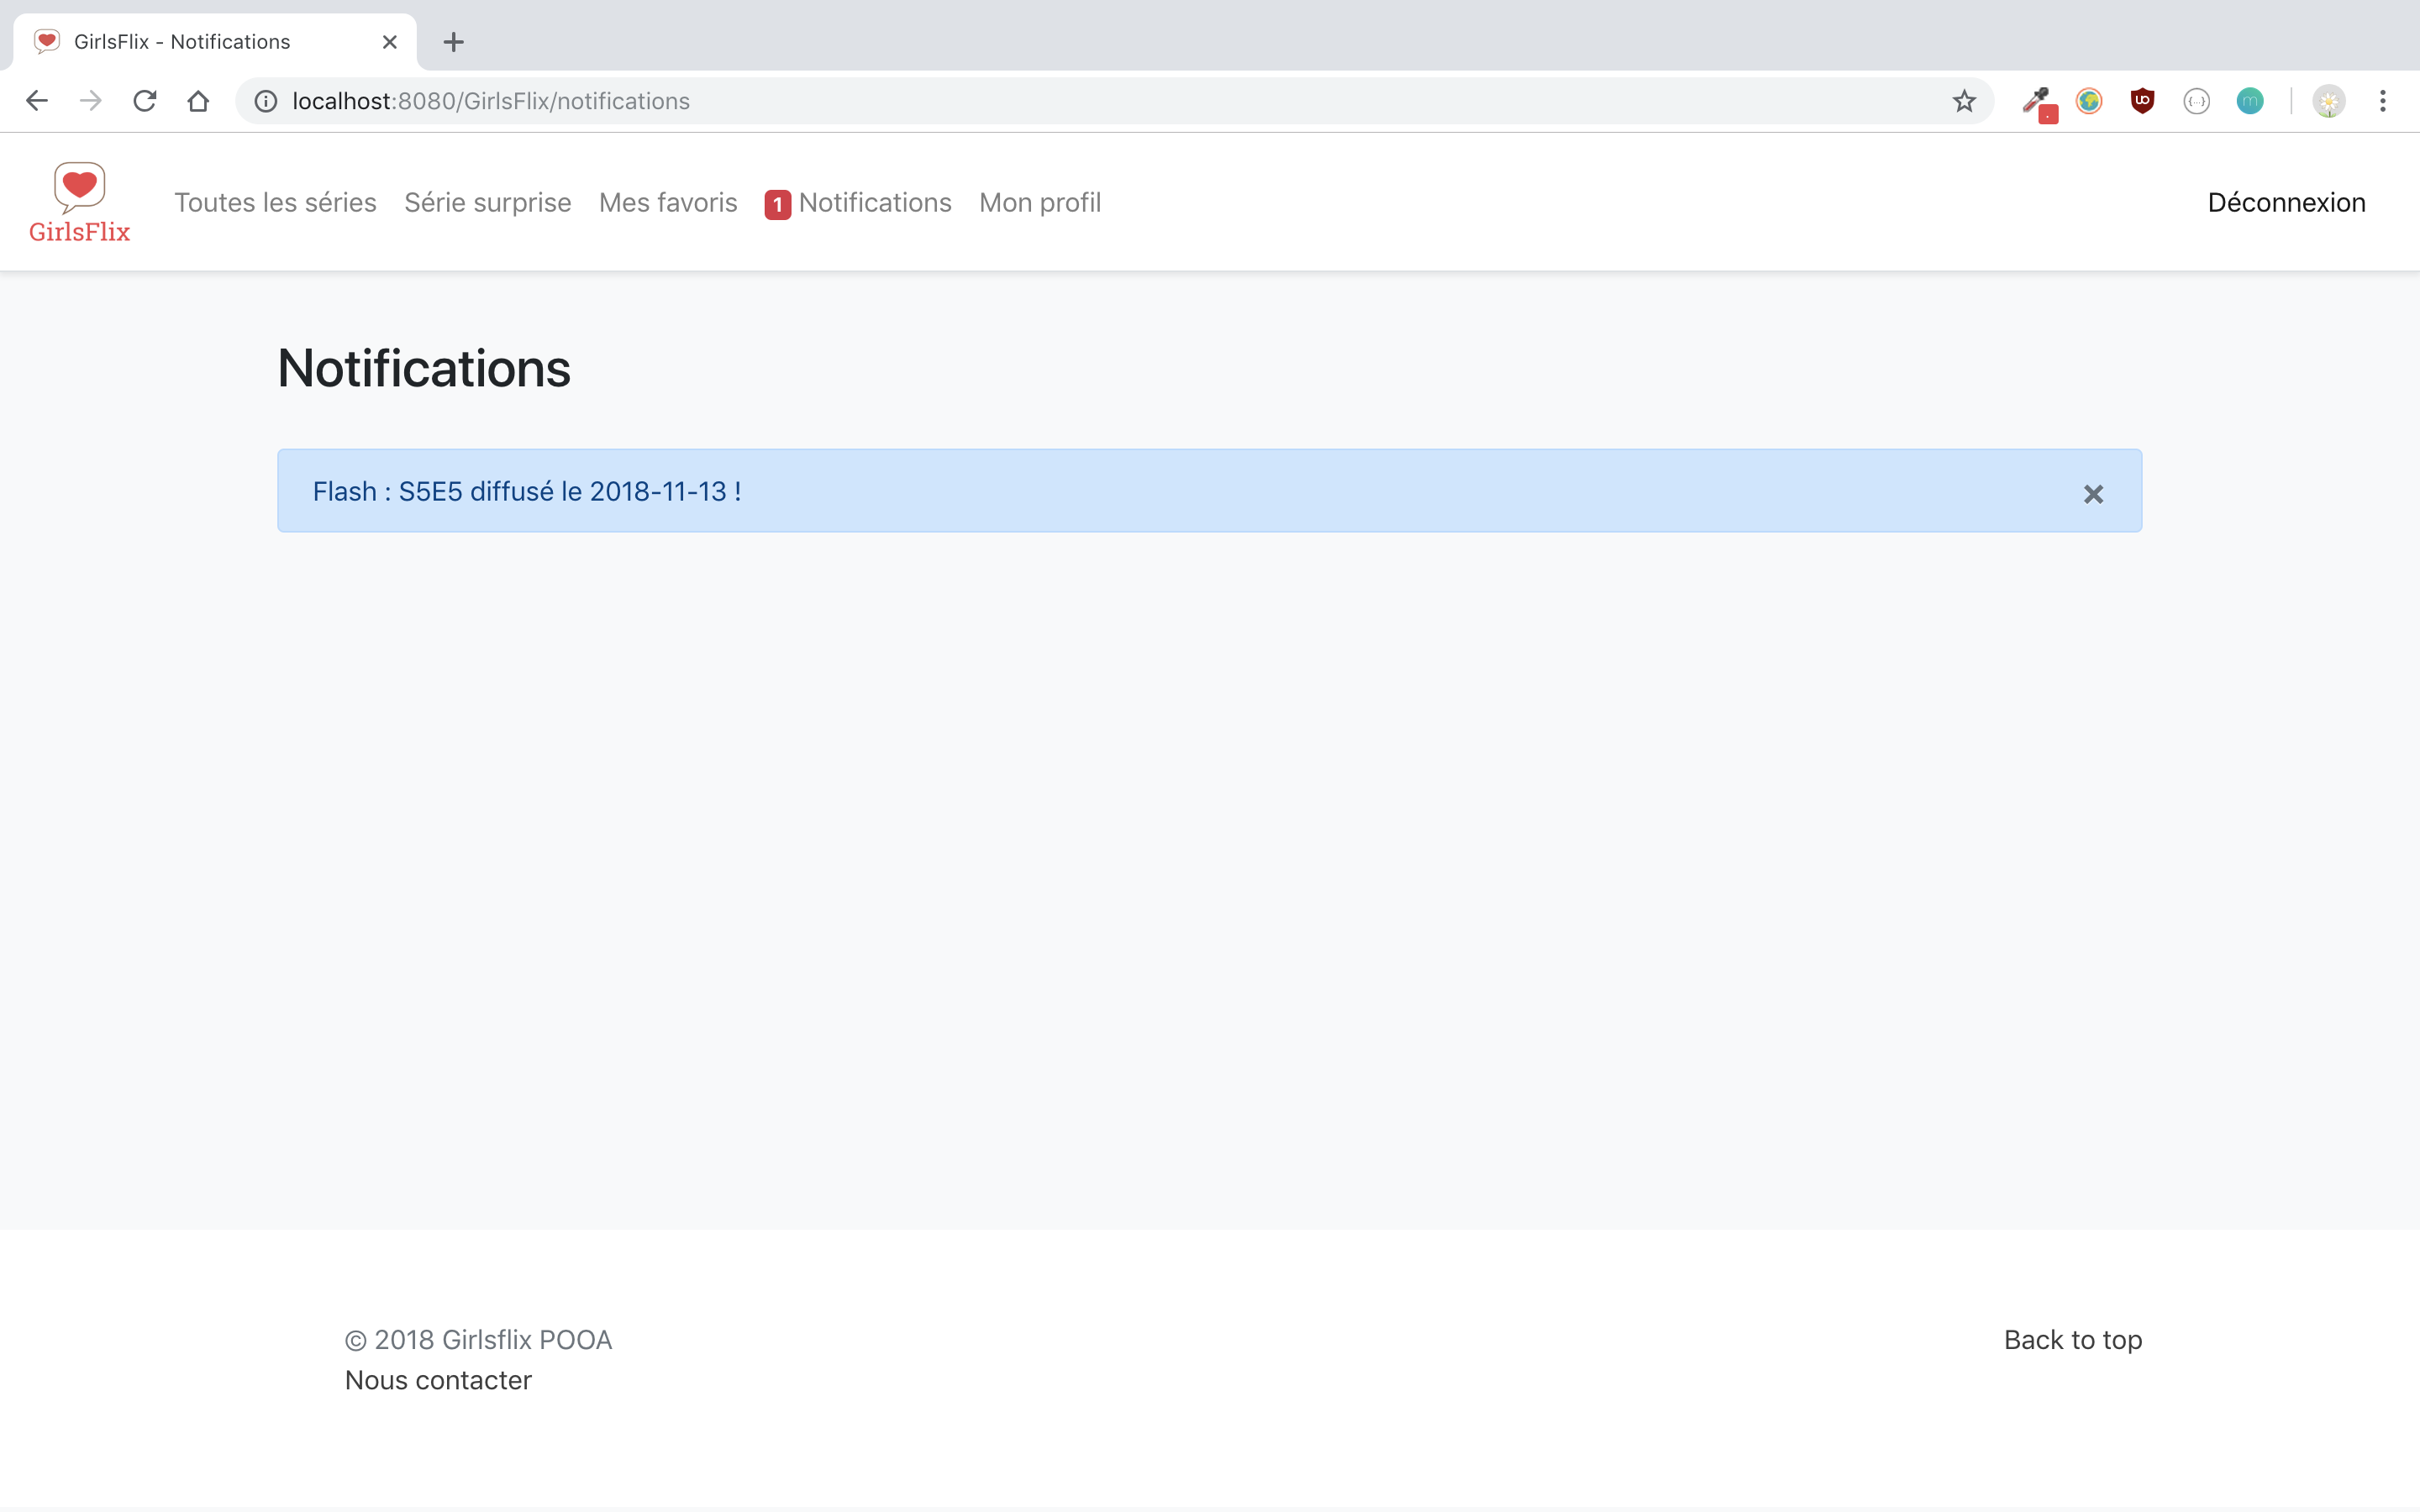 GirlsFlix - Notifications
localhost:8080/GirlsFlix/notifications
GirlsFlix
Toutes les séries Série surprise Mes favoris 1 Notifications Mon profil Déconnexion
Notifications
Flash : S5E5 diffusé le 2018-11-13 !
© 2018 Girlsflix POOA Back to top
Nous contacter